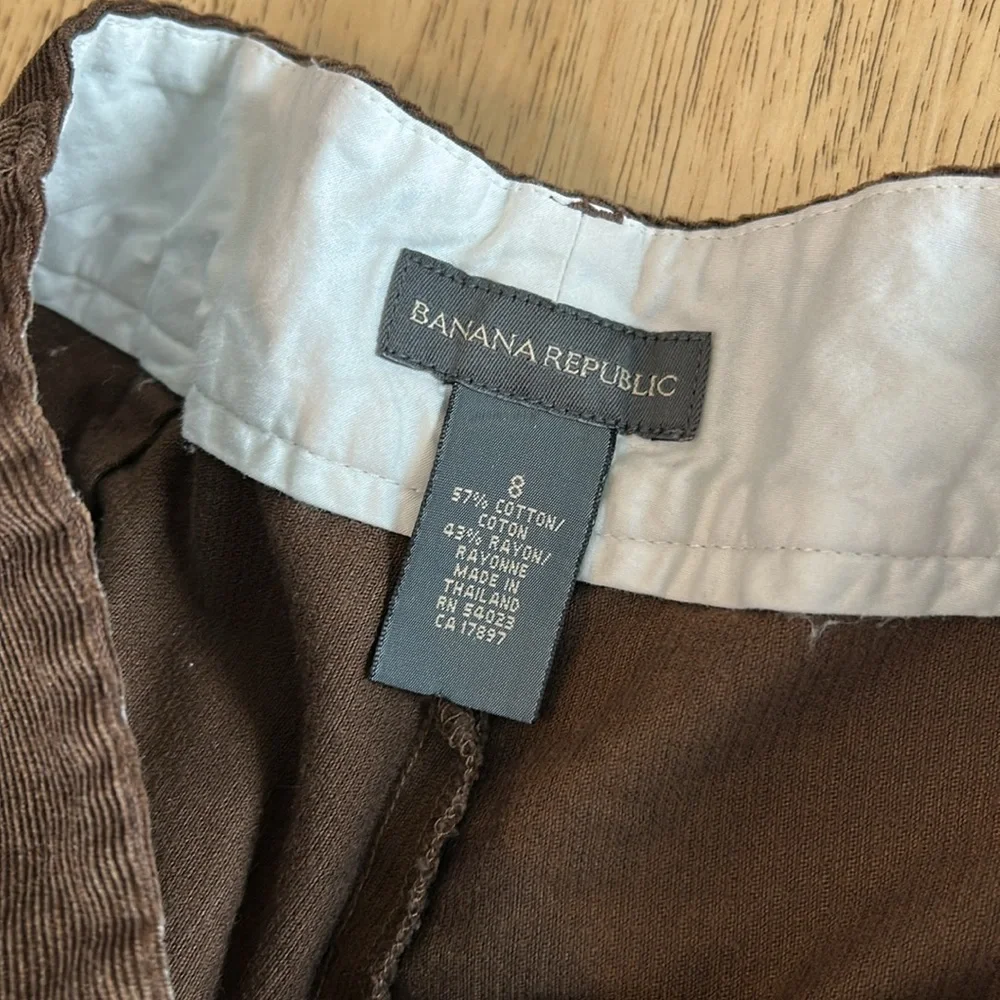 BANANA REPUBLIC
8
57% COTTON/
COTON
43% RAYON/
RAYONNE
MADE IN
THAILAND
RN 54023
CA 17897